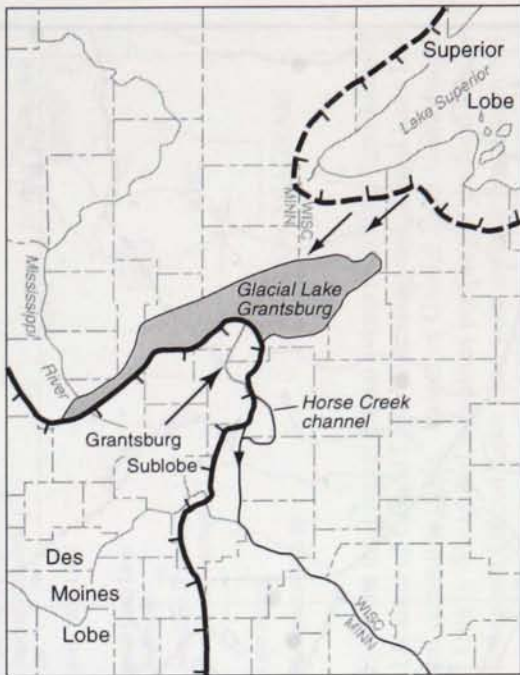 Superior
Lobe
Lake Superior
MINN
WISC
Glacial Lake
Grantsburg
Mississippi
River
Horse Creek
channel
Grantsburg
Sublobe
Des
Moines
Lobe
WISC
MINN